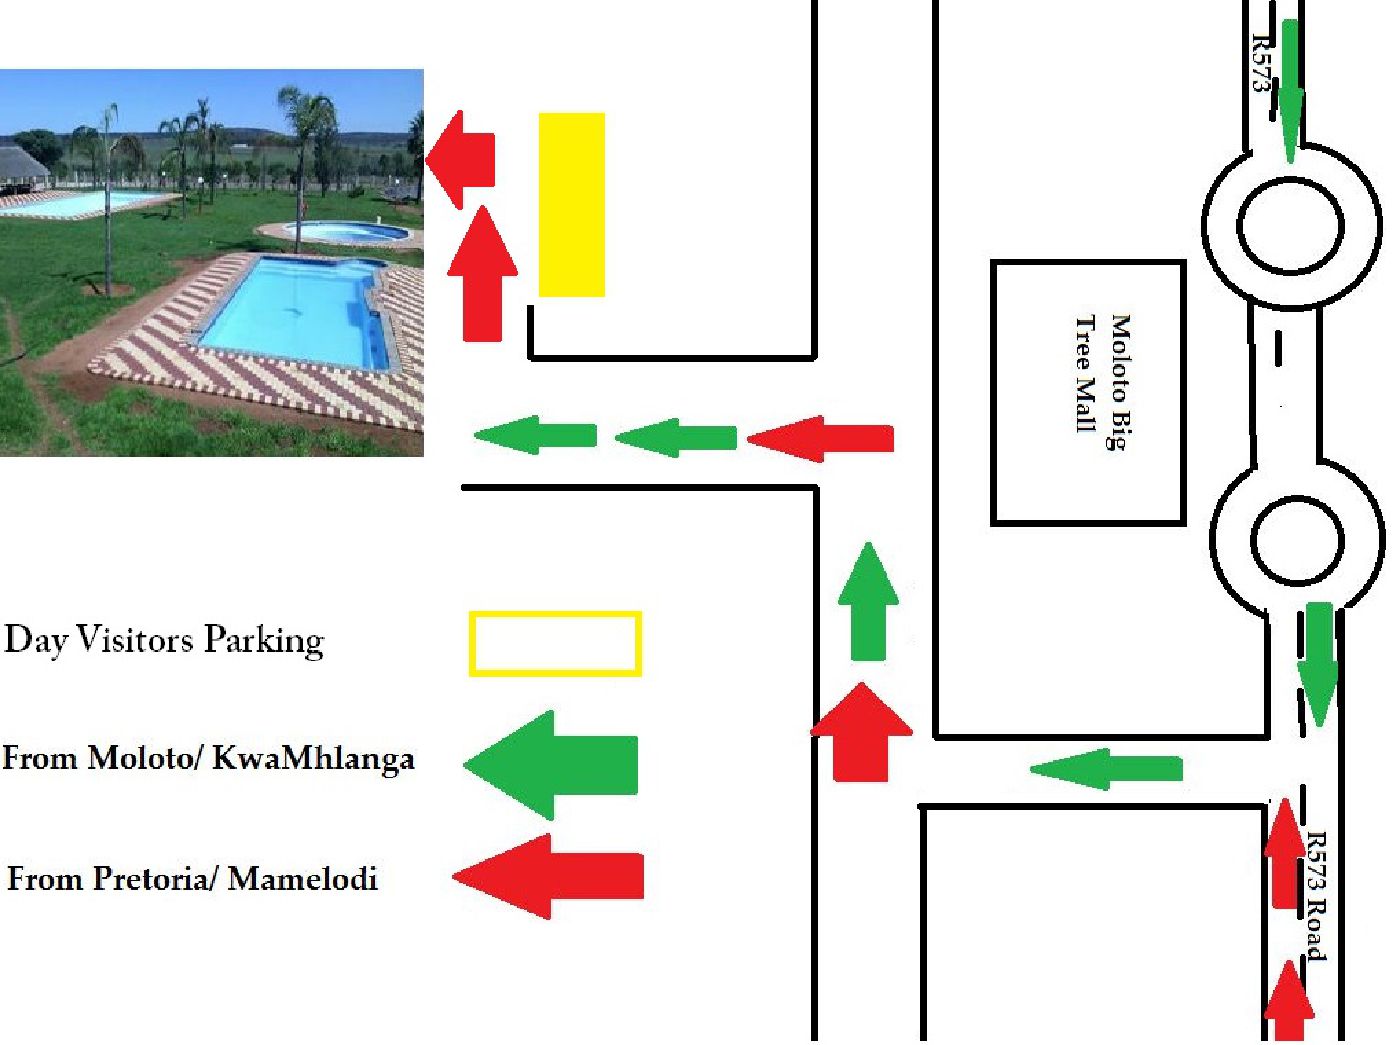 R573
Moloto Big
Tree Mall
Day Visitors Parking
From Moloto/ KwaMhlanga
From Pretoria/ Mamelodi
R573 Road